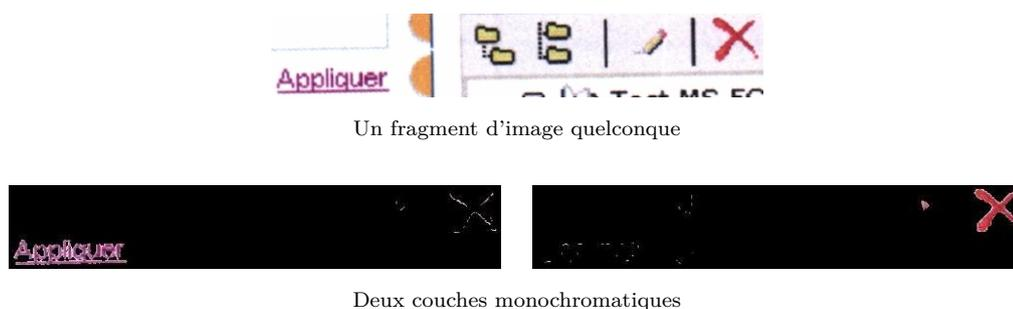 Appliquer
Un fragment d'image quelconque
Appliquer
Deux couches monochromatiques